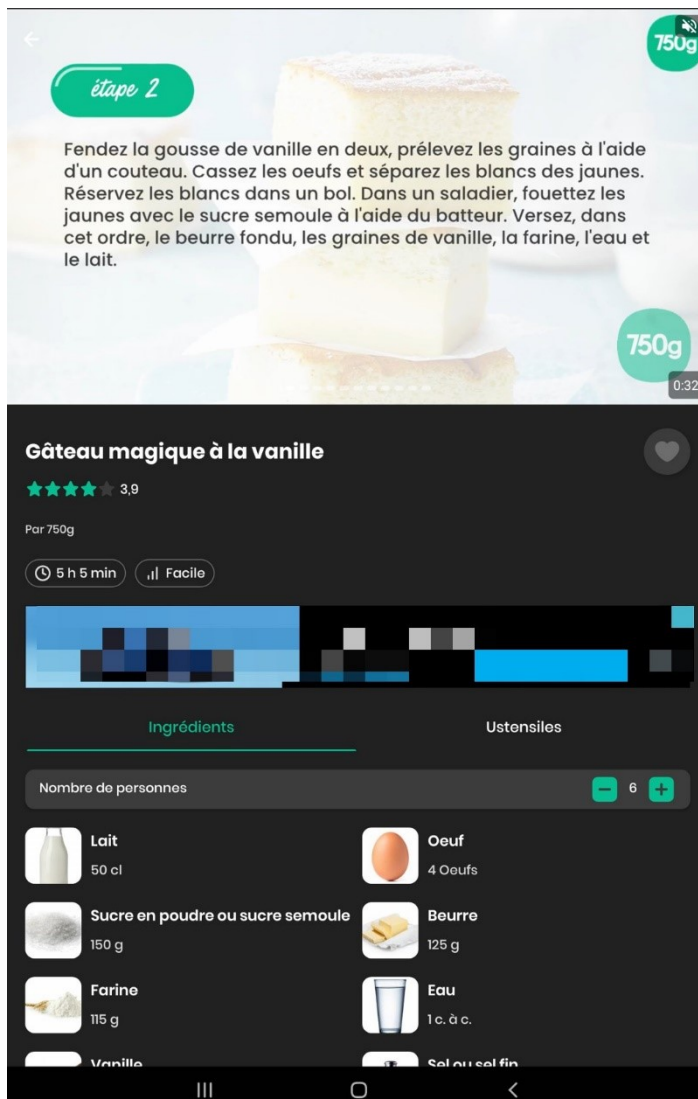 750g
étape 2
Fendez la gousse de vanille en deux, prélevez les graines à l'aide
d'un couteau. Cassez les oeufs et séparez les blancs des jaunes.
Réservez les blancs dans un bol. Dans un saladier, fouettez les
jaunes avec le sucre semoule à l'aide du batteur. Versez, dans
cet ordre, le beurre fondu, les graines de vanille, la farine, l'eau et
le lait.
750g
0:32
Gâteau magique à la vanille
3,9
Par 750g
5 h 5 min
Facile
Ingrédients
Ustensiles
Nombre de personnes
6
Lait
50 cl
Oeuf
4 Oeufs
Sucre en poudre ou sucre semoule
150 g
Beurre
125 g
Farine
115 g
Eau
1 c. à c.
Vanille
Sel ou sel fin